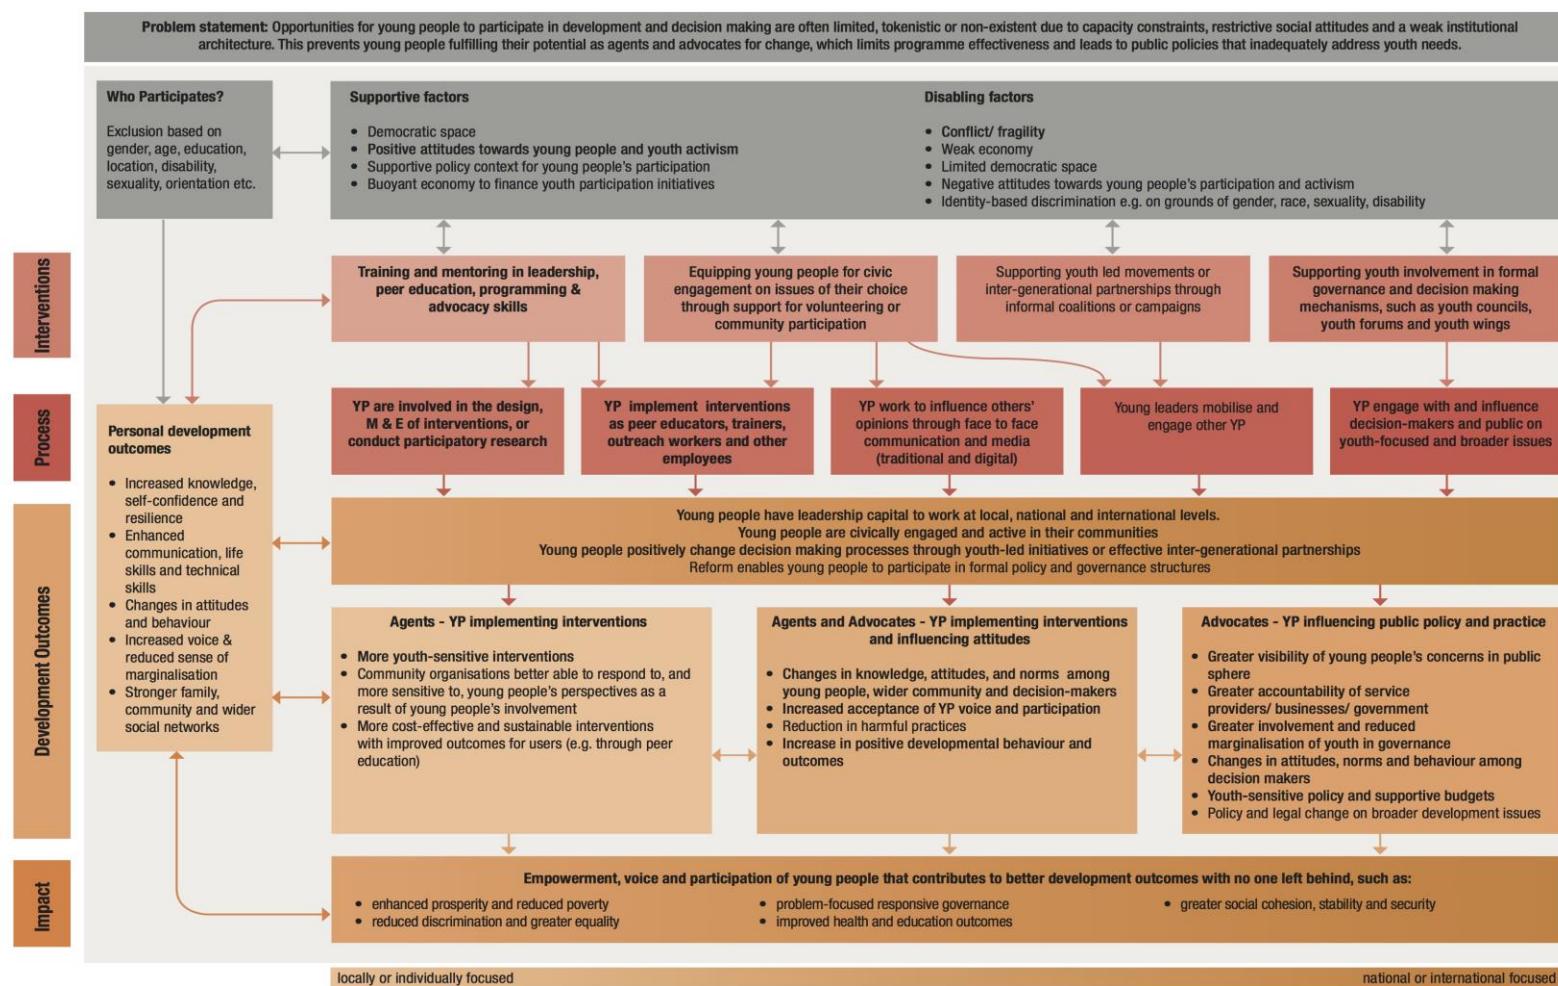 Problem statement: Opportunities for young people to participate in development and decision making are often limited, tokenistic or non-existent due to capacity constraints, restrictive social attitudes and a weak institutional
architecture. This prevents young people fulfilling their potential as agents and advocates for change, which limits programme effectiveness and leads to public policies that inadequately address youth needs.
Who Participates?
Exclusion based on
gender, age, education,
location, disability,
sexuality, orientation etc.
Supportive factors
• Democratic space
• Positive attitudes towards young people and youth activism
• Supportive policy context for young people's participation
• Buoyant economy to finance youth participation initiatives
Disabling factors
• Conflict/ fragility
• Weak economy
• Limited democratic space
• Negative attitudes towards young people's participation and activism
• Identity-based discrimination e.g. on grounds of gender, race, sexuality, disability
Interventions
Training and mentoring in leadership,
peer education, programming &
advocacy skills
Equipping young people for civic
engagement on issues of their choice
through support for volunteering or
community participation
Supporting youth led movements or
inter-generational partnerships through
informal coalitions or campaigns
Supporting youth involvement in formal
governance and decision making
mechanisms, such as youth councils,
youth forums and youth wings
Process
YP are involved in the design,
M & E of interventions, or
conduct participatory research
YP implement interventions
as peer educators, trainers,
outreach workers and other
employees
YP work to influence others'
opinions through face to face
communication and media
(traditional and digital)
Young leaders mobilise and
engage other YP
YP engage with and influence
decision-makers and public on
youth-focused and broader issues
Personal development
outcomes
• Increased knowledge,
self-confidence and
resilience
• Enhanced
communication, life
skills and technical
skills
• Changes in attitudes
and behaviour
• Increased voice &
reduced sense of
marginalisation
• Stronger family,
community and wider
social networks
Development Outcomes
Young people have leadership capital to work at local, national and international levels.
Young people are civically engaged and active in their communities
Young people positively change decision making processes through youth-led initiatives or effective inter-generational partnerships
Reform enables young people to participate in formal policy and governance structures
Agents - YP implementing interventions
• More youth-sensitive interventions
• Community organisations better able to respond to, and
more sensitive to, young people's perspectives as a
result of young people's involvement
• More cost-effective and sustainable interventions
with improved outcomes for users (e.g. through peer
education)
Agents and Advocates - YP implementing interventions
and influencing attitudes
• Changes in knowledge, attitudes, and norms among
young people, wider community and decision-makers
• Increased acceptance of YP voice and participation
• Reduction in harmful practices
• Increase in positive developmental behaviour and
outcomes
Advocates - YP influencing public policy and practice
• Greater visibility of young people's concerns in public
sphere
• Greater accountability of service
providers/ businesses/ government
• Greater involvement and reduced
marginalisation of youth in governance
• Changes in attitudes, norms and behaviour among
decision makers
• Youth-sensitive policy and supportive budgets
• Policy and legal change on broader development issues
Impact
Empowerment, voice and participation of young people that contributes to better development outcomes with no one left behind, such as:
• enhanced prosperity and reduced poverty
• reduced discrimination and greater equality
• problem-focused responsive governance
• improved health and education outcomes
• greater social cohesion, stability and security
locally or individually focused
national or international focused